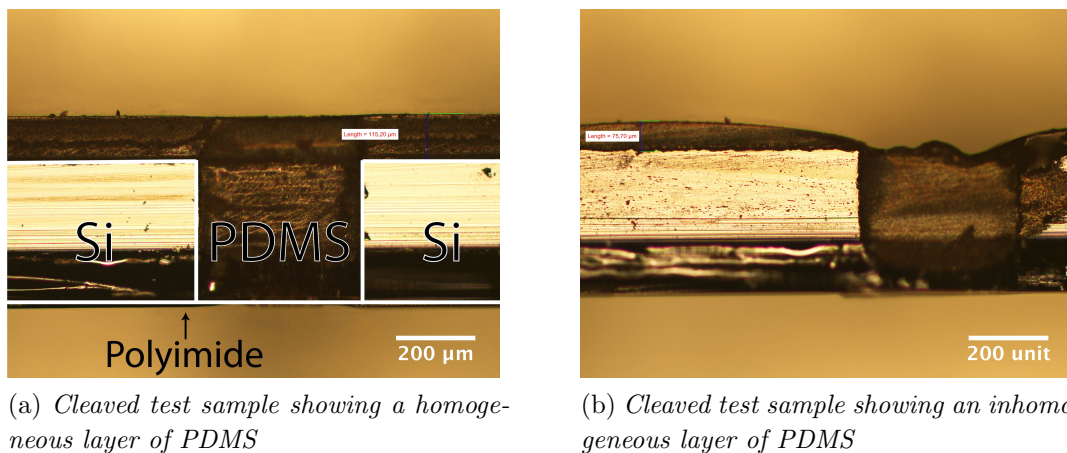 Length = 115,20 µm
Si
PDMS
Si
Polyimide
200 µm
(a) Cleaved test sample showing a homoge-
neous layer of PDMS
Length = 75,70 µm
200 unit
(b) Cleaved test sample showing an inhomo
geneous layer of PDMS